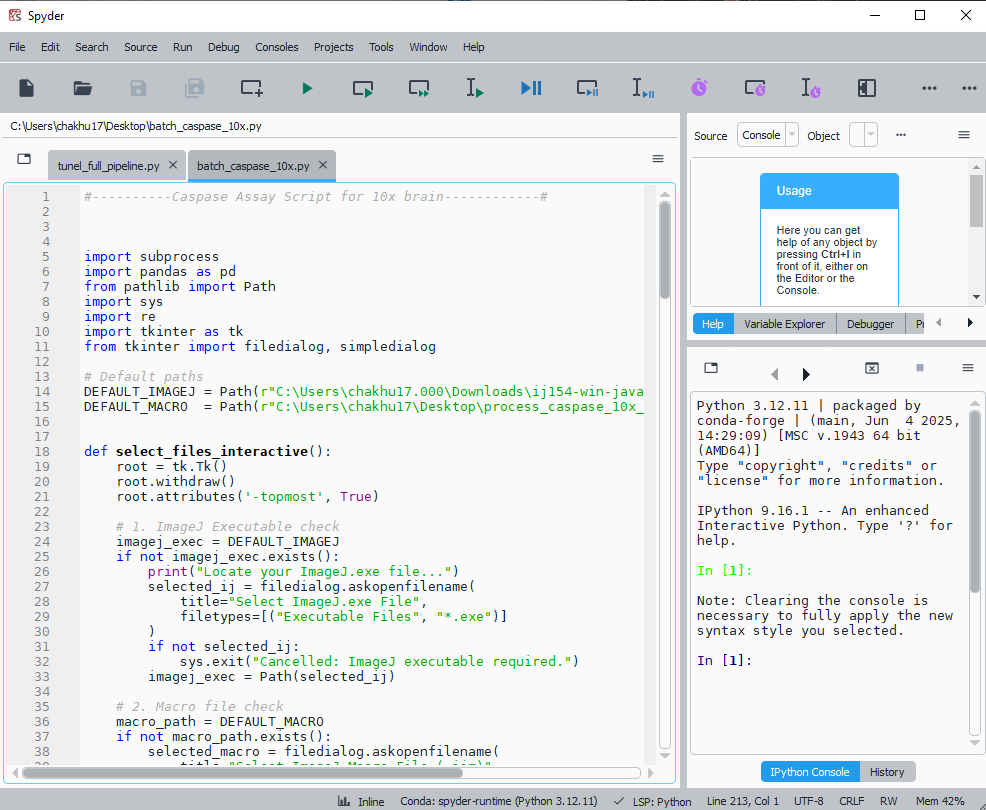 Spyder
File Edit Search Source Run Debug Consoles Projects Tools Window Help
C:\Users\chakhu17\Desktop\batch_caspase_10x.py
tunel_full_pipeline.py
batch_caspase_10x.py
1 #----------Caspase Assay Script for 10x brain------------#
2
3
4
5 import subprocess
6 import pandas as pd
7 from pathlib import Path
8 import sys
9 import re
10 import tkinter as tk
11 from tkinter import filedialog, simpledialog
12
13 # Default paths
14 DEFAULT_IMAGEJ = Path(r"C:\Users\chakhu17.000\Downloads\ij154-win-java
15 DEFAULT_MACRO  = Path(r"C:\Users\chakhu17\Desktop\process_caspase_10x_
16
17
18 def select_files_interactive():
19     root = tk.Tk()
20     root.withdraw()
21     root.attributes('-topmost', True)
22
23     # 1. ImageJ Executable check
24     imagej_exec = DEFAULT_IMAGEJ
25     if not imagej_exec.exists():
26         print("Locate your ImageJ.exe file...")
27         selected_ij = filedialog.askopenfilename(
28             title="Select ImageJ.exe File",
29             filetypes=[("Executable Files", "*.exe")]
30         )
31         if not selected_ij:
32             sys.exit("Cancelled: ImageJ executable required.")
33         imagej_exec = Path(selected_ij)
34
35     # 2. Macro file check
36     macro_path = DEFAULT_MACRO
37     if not macro_path.exists():
38         selected_macro = filedialog.askopenfilename(
Source Console Object
Usage
Here you can get
help of any object by
pressing Ctrl+I in
front of it, either on
the Editor or the
Console.
Help Variable Explorer Debugger
Python 3.12.11 | packaged by
conda-forge | (main, Jun  4 2025,
14:29:09) [MSC v.1943 64 bit
(AMD64)]
Type "copyright", "credits" or
"license" for more information.

IPython 9.16.1 -- An enhanced
Interactive Python. Type '?' for
help.

In [1]:

Note: Clearing the console is
necessary to fully apply the new
syntax style you selected.

In [1]:
IPython Console History
Inline Conda: spyder-runtime (Python 3.12.11) LSP: Python Line 213, Col 1 UTF-8 CRLF RW Mem 42%